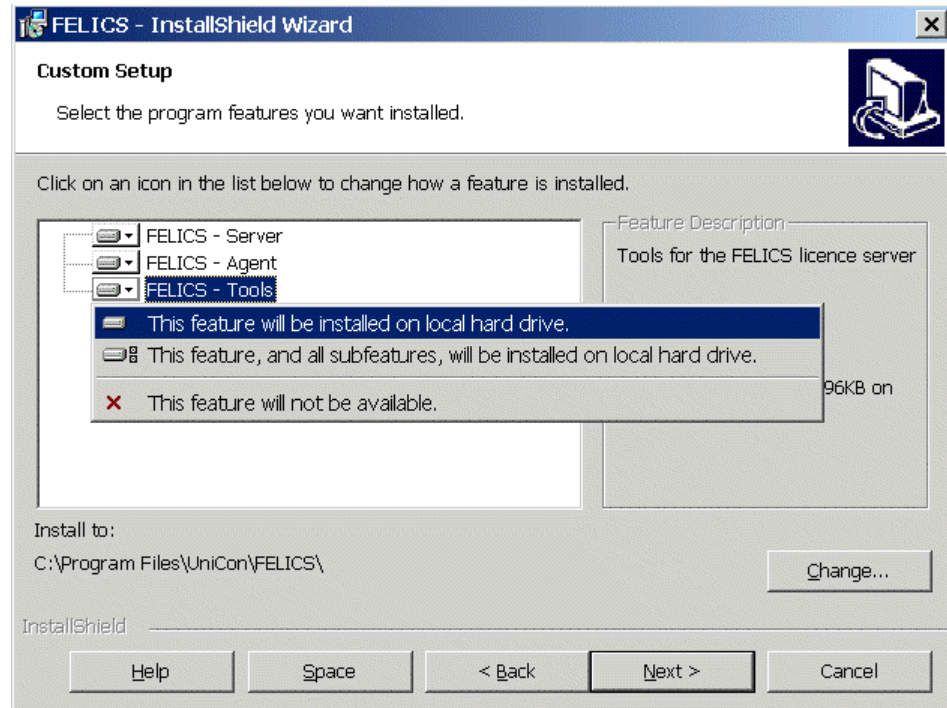 FELICS - InstallShield Wizard
Custom Setup
Select the program features you want installed.
Click on an icon in the list below to change how a feature is installed.
FELICS - Server
FELICS - Agent
FELICS - Tools
This feature will be installed on local hard drive.
This feature, and all subfeatures, will be installed on local hard drive.
This feature will not be available.
Feature Description
Tools for the FELICS licence server
96KB on
Install to:
C:\Program Files\UniCon\FELICS\
Change...
InstallShield
Help
Space
< Back
Next >
Cancel